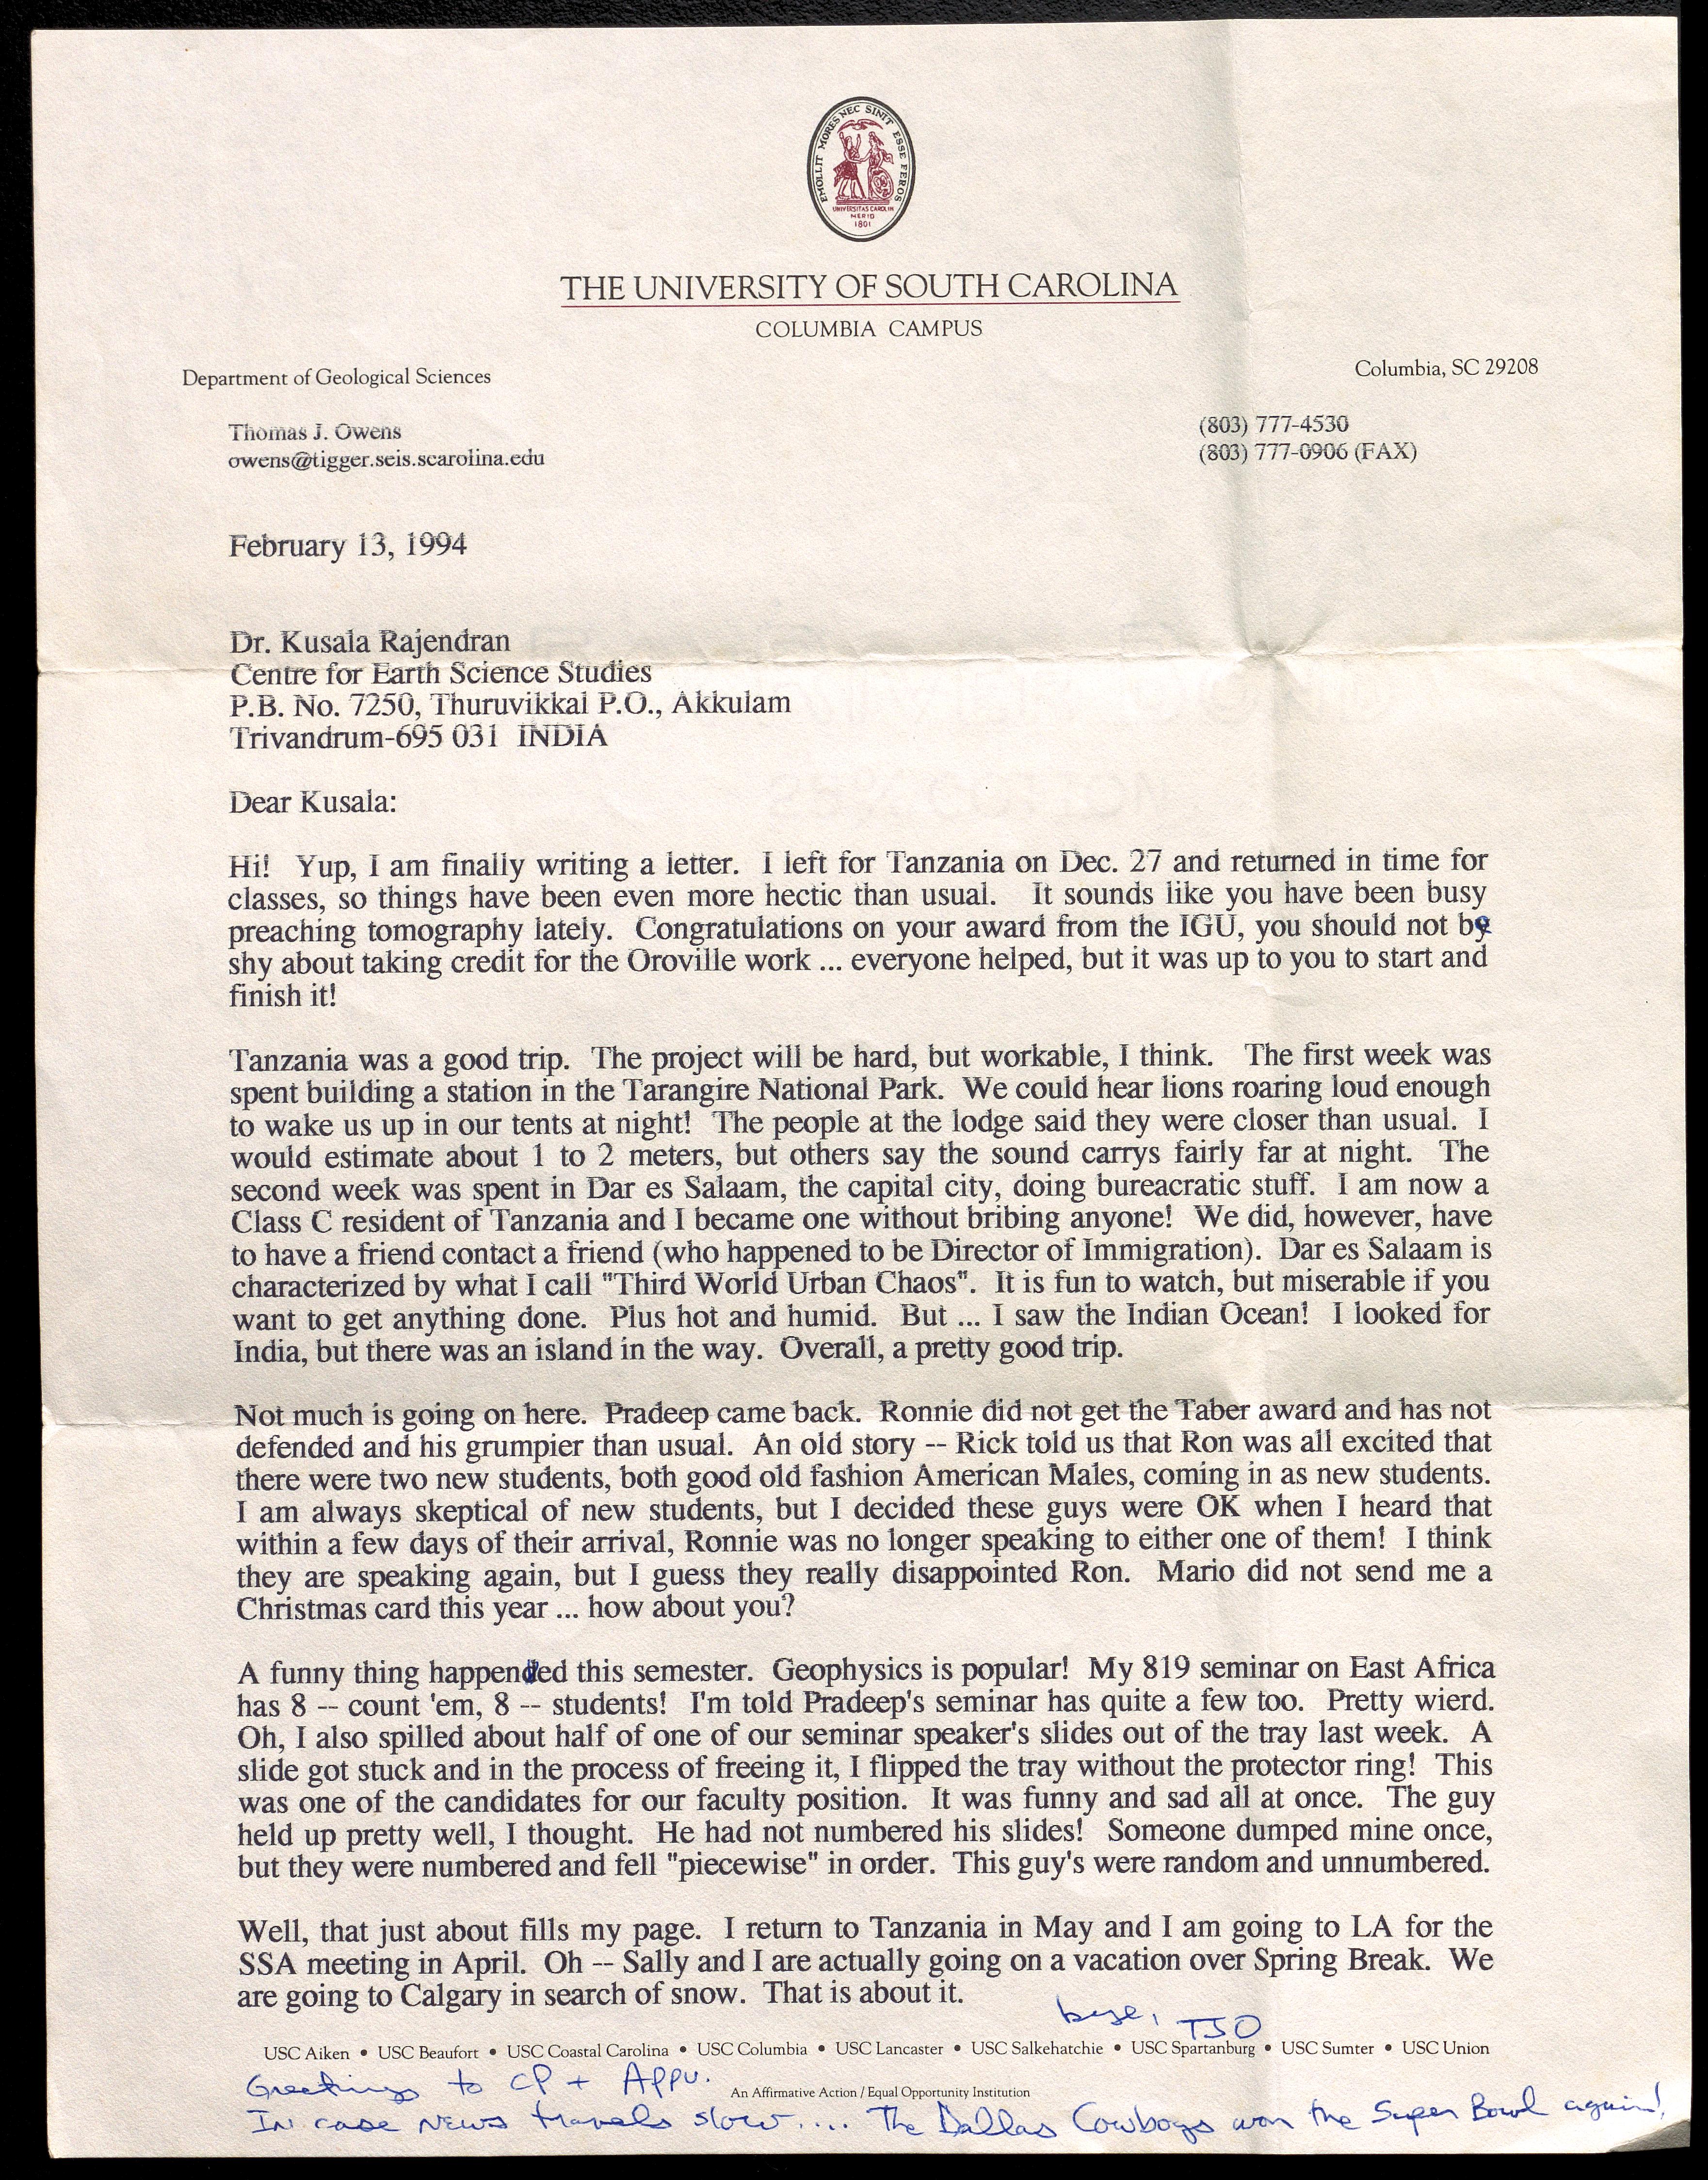 EMOLLIT MORES NEC SINIT ESSE FEROS
UNIVERSITAS CAROLIN
MERID
1801
THE UNIVERSITY OF SOUTH CAROLINA
COLUMBIA CAMPUS
Department of Geological Sciences
Columbia, SC 29208
Thomas J. Owens
owens@tigger.seis.scarolina.edu
(803) 777-4530
(803) 777-0906 (FAX)
February 13, 1994
Dr. Kusala Rajendran
Centre for Earth Science Studies
P.B. No. 7250, Thuruvikkal P.O., Akkulam
Trivandrum-695 031 INDIA
Dear Kusala:
Hi! Yup, I am finally writing a letter. I left for Tanzania on Dec. 27 and returned in time for
classes, so things have been even more hectic than usual. It sounds like you have been busy
preaching tomography lately. Congratulations on your award from the IGU, you should not be
shy about taking credit for the Oroville work ... everyone helped, but it was up to you to start and
finish it!
Tanzania was a good trip. The project will be hard, but workable, I think. The first week was
spent building a station in the Tarangire National Park. We could hear lions roaring loud enough
to wake us up in our tents at night! The people at the lodge said they were closer than usual. I
would estimate about 1 to 2 meters, but others say the sound carrys fairly far at night. The
second week was spent in Dar es Salaam, the capital city, doing bureacratic stuff. I am now a
Class C resident of Tanzania and I became one without bribing anyone! We did, however, have
to have a friend contact a friend (who happened to be Director of Immigration). Dar es Salaam is
characterized by what I call "Third World Urban Chaos". It is fun to watch, but miserable if you
want to get anything done. Plus hot and humid. But ... I saw the Indian Ocean! I looked for
India, but there was an island in the way. Overall, a pretty good trip.
Not much is going on here. Pradeep came back. Ronnie did not get the Taber award and has not
defended and his grumpier than usual. An old story -- Rick told us that Ron was all excited that
there were two new students, both good old fashion American Males, coming in as new students.
I am always skeptical of new students, but I decided these guys were OK when I heard that
within a few days of their arrival, Ronnie was no longer speaking to either one of them! I think
they are speaking again, but I guess they really disappointed Ron. Mario did not send me a
Christmas card this year ... how about you?
A funny thing happened this semester. Geophysics is popular! My 819 seminar on East Africa
has 8 -- count 'em, 8 -- students! I'm told Pradeep's seminar has quite a few too. Pretty wierd.
Oh, I also spilled about half of one of our seminar speaker's slides out of the tray last week. A
slide got stuck and in the process of freeing it, I flipped the tray without the protector ring! This
was one of the candidates for our faculty position. It was funny and sad all at once. The guy
held up pretty well, I thought. He had not numbered his slides! Someone dumped mine once,
but they were numbered and fell "piecewise" in order. This guy's were random and unnumbered.
Well, that just about fills my page. I return to Tanzania in May and I am going to LA for the
SSA meeting in April. Oh -- Sally and I are actually going on a vacation over Spring Break. We
are going to Calgary in search of snow. That is about it.
TJO
USC Aiken • USC Beaufort • USC Coastal Carolina • USC Columbia • USC Lancaster • USC Salkehatchie • USC Spartanburg • USC Sumter • USC Union
Greetings to CP + Appu.
An Affirmative Action / Equal Opportunity Institution
In case News travels slow.... The Dallas Cowboys won the Super Bowl again!